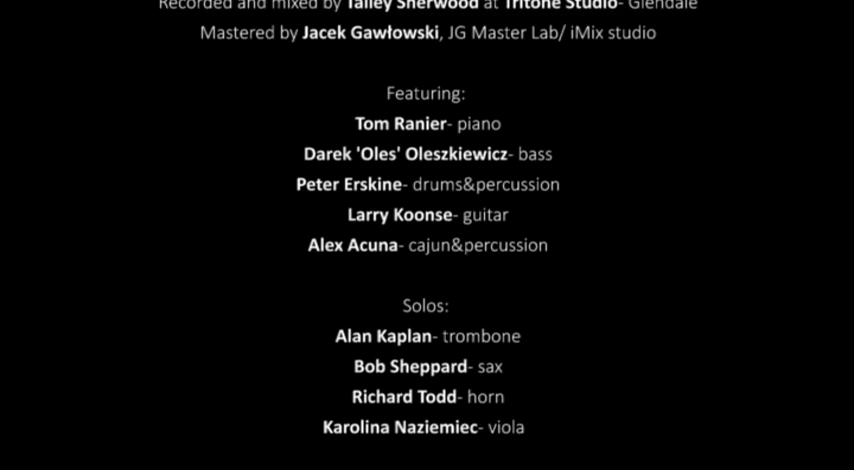 Recorded and mixed by Talley Sherwood at Tritone Studio- Glendale
Mastered by Jacek Gawłowski, JG Master Lab/ iMix studio
Featuring:
Tom Ranier- piano
Darek 'Oles' Oleszkiewicz- bass
Peter Erskine- drums&percussion
Larry Koonse- guitar
Alex Acuna- cajun&percussion
Solos:
Alan Kaplan- trombone
Bob Sheppard- sax
Richard Todd- horn
Karolina Naziemiec- viola